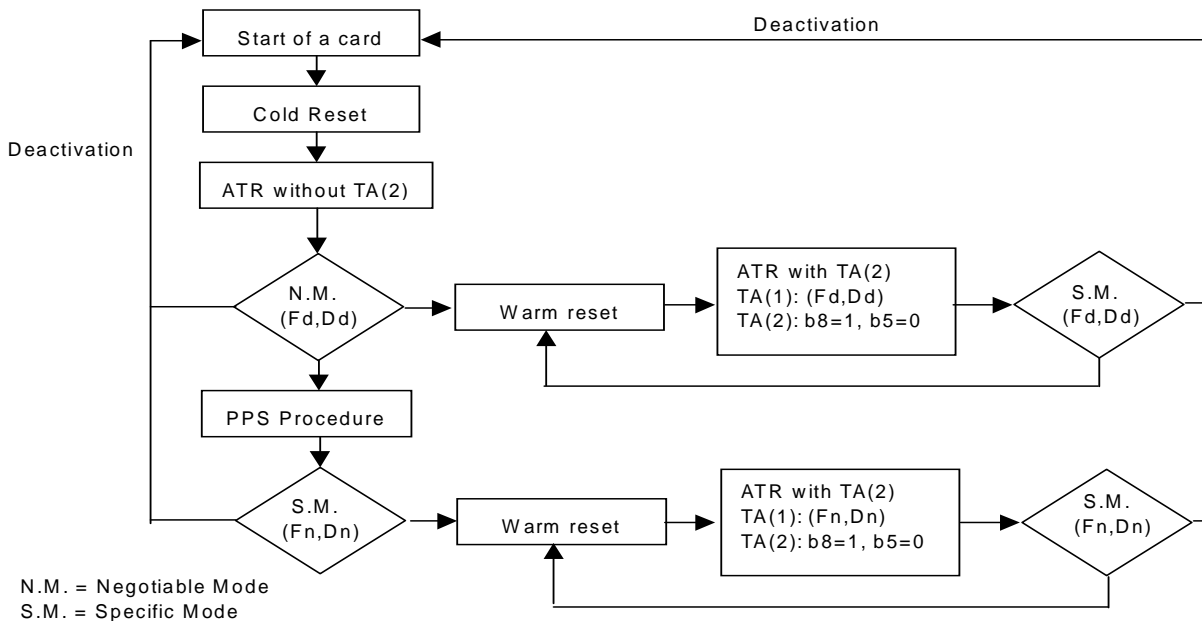 Deactivation
Start of a card
Cold Reset
Deactivation
ATR without TA(2)
N.M.
(Fd,Dd)
Warm reset
ATR with TA(2)
TA(1): (Fd,Dd)
TA(2): b8=1, b5=0
S.M.
(Fd,Dd)
PPS Procedure
S.M.
(Fn,Dn)
Warm reset
ATR with TA(2)
TA(1): (Fn,Dn)
TA(2): b8=1, b5=0
S.M.
(Fn,Dn)
N.M. = Negotiable Mode
S.M. = Specific Mode